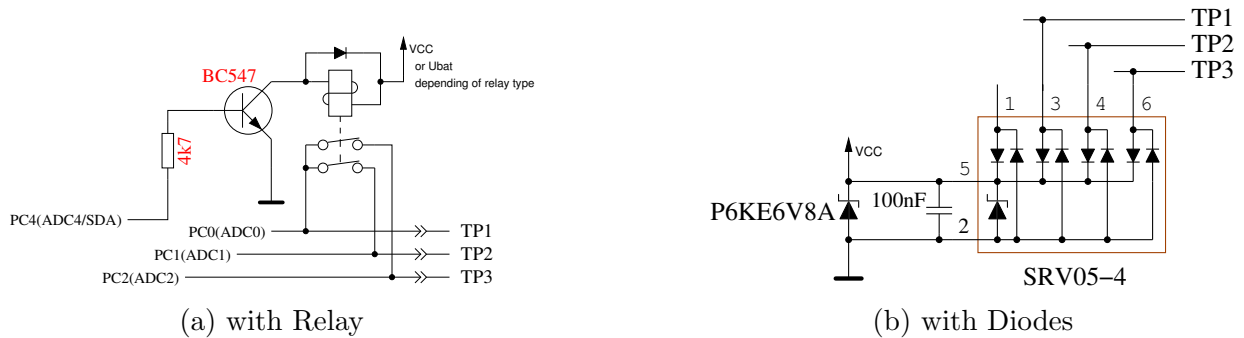 BC547
VCC
or Ubat
depending of relay type
4k7
PC4(ADC4/SDA)
PC0(ADC0)
TP1
PC1(ADC1)
TP2
PC2(ADC2)
TP3
(a) with Relay
TP1
TP2
TP3
1 3 4 6
VCC
5
P6KE6V8A
100nF
2
SRV05−4
(b) with Diodes